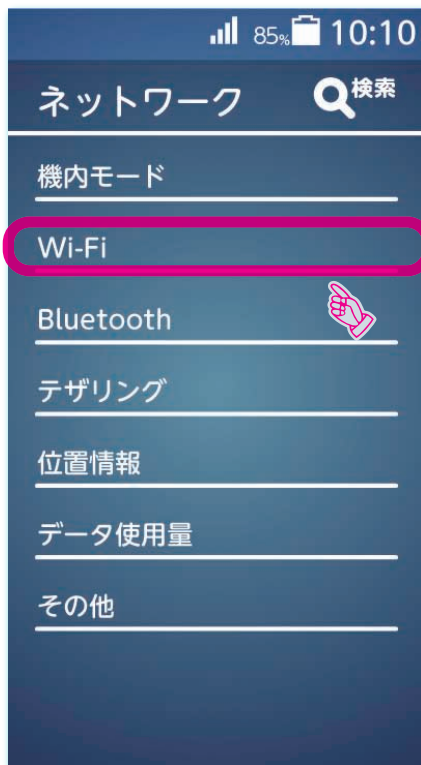 85% 10:10
ネットワーク 検索
機内モード
Wi-Fi
Bluetooth
テザリング
位置情報
データ使用量
その他